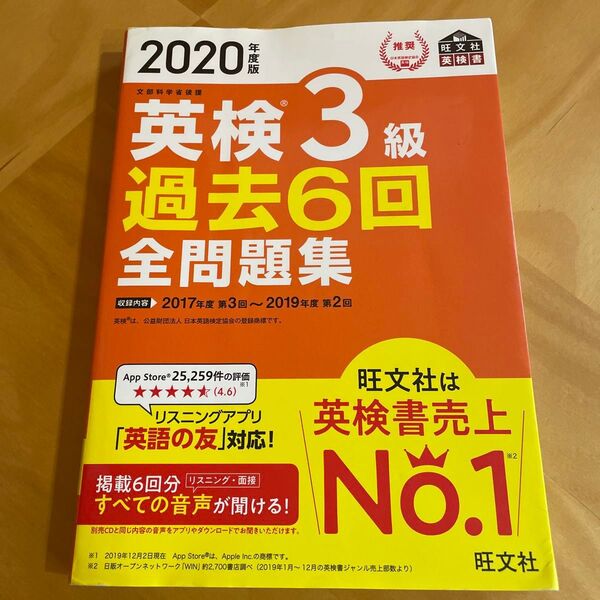 2020年度版
推奨
日本英語検定協会
旺文社
英検書
文部科学省後援
英検®3級
過去6回
全問題集
収録内容 2017年度 第3回〜2019年度 第2回
英検®は、公益財団法人 日本英語検定協会の登録商標です。
App Store® 25,259件の評価
★★★★★(4.6)※1
リスニングアプリ
「英語の友」対応!
掲載6回分 リスニング・面接
すべての音声が聞ける!
別売CDと同じ内容の音声をアプリやダウンロードでお聞きいただけます。
旺文社は
英検書売上
No.1※2
※1 2019年12月2日現在 App Store®は、Apple Inc.の商標です。
※2 日販オープンネットワーク「WIN」約2,700書店調べ(2019年1月〜12月の英検書ジャンル売上部数より)
旺文社